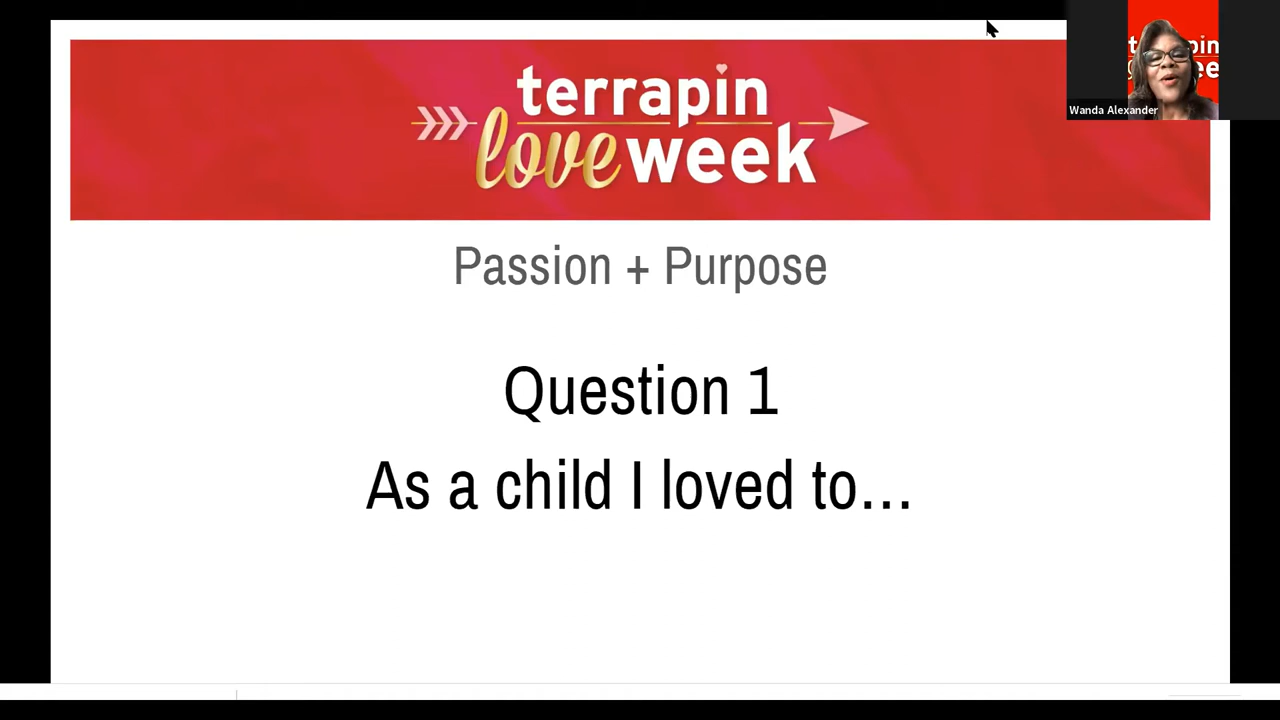 terrapin
love week
Wanda Alexander
Passion + Purpose
Question 1
As a child I loved to...